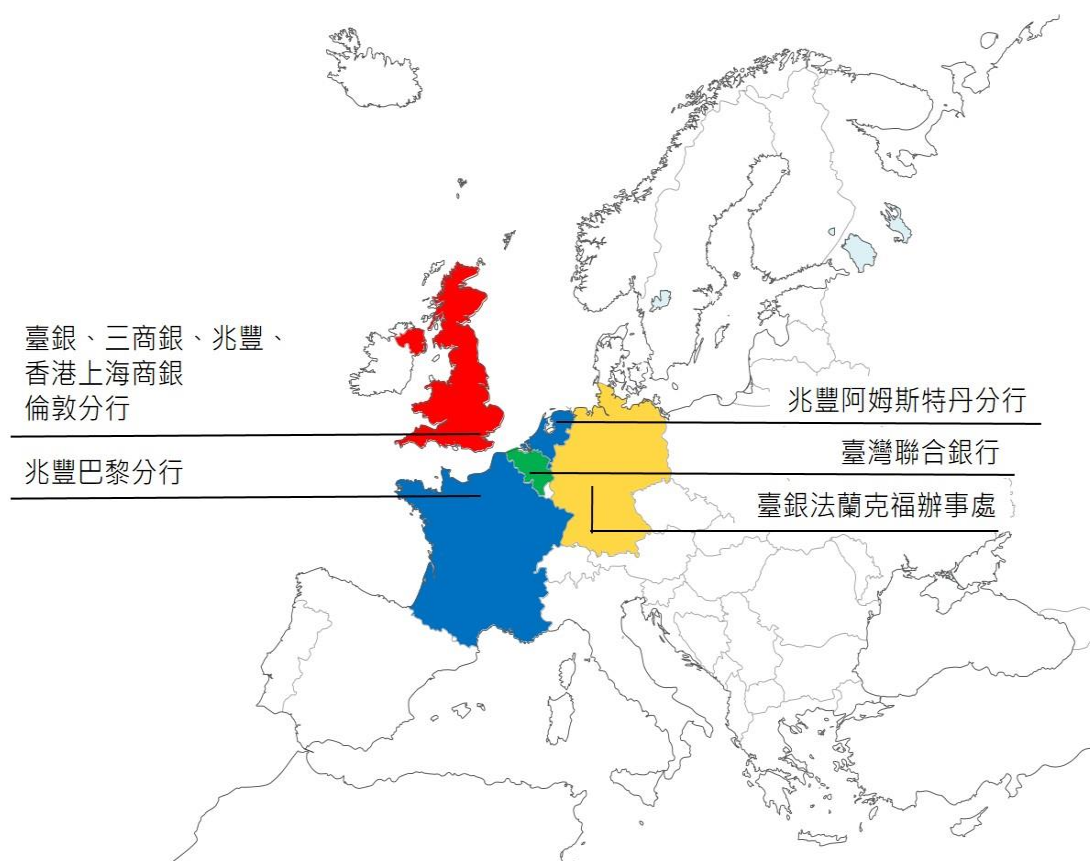 臺銀、三商銀、兆豐、
香港上海商銀
倫敦分行
兆豐巴黎分行
兆豐阿姆斯特丹分行
臺灣聯合銀行
臺銀法蘭克福辦事處